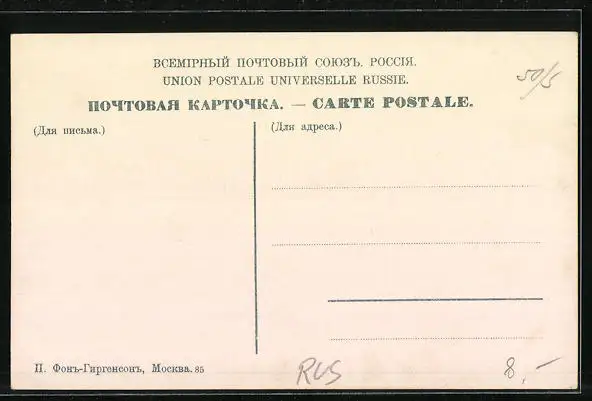 ВСЕМІРНЫЙ ПОЧТОВЫЙ СОЮЗЪ. РОССІЯ.
UNION POSTALE UNIVERSELLE RUSSIE.
50/5
ПОЧТОВАЯ КАРТОЧКА. — CARTE POSTALE.
(Для письма.)
(Для адреса.)
П. Фонъ-Гиргенсонъ, Москва. 85
RUS
8,-